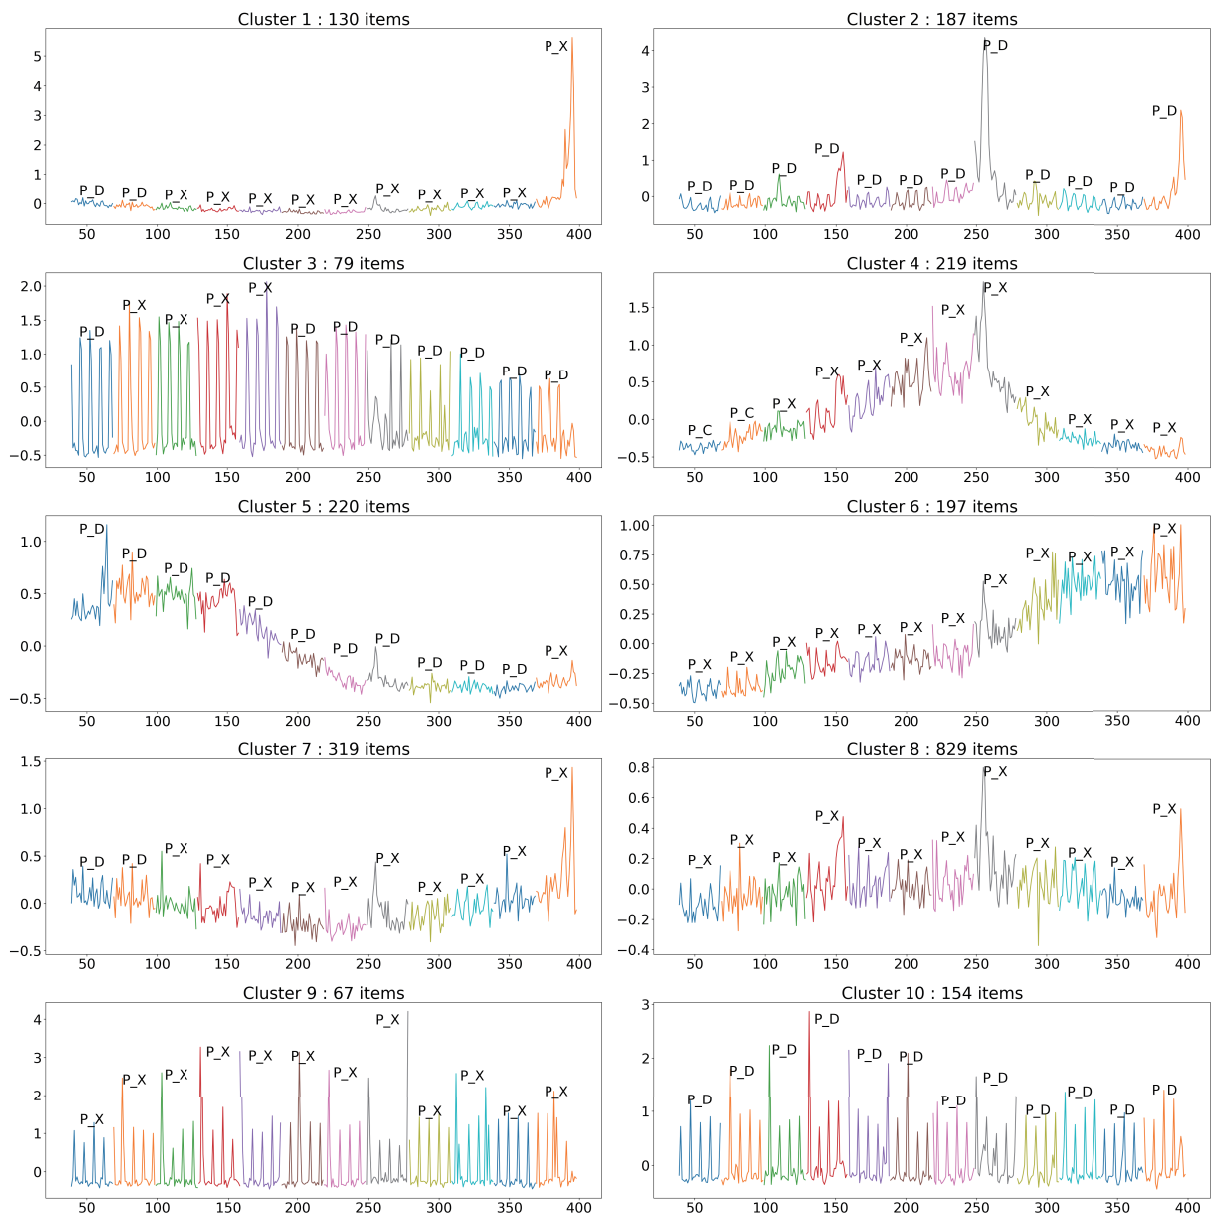 Cluster 1 : 130 items
P_D P_D P_X P_X P_X P_X P_X P_X P_X P_X P_X P_X
5
4
3
2
1
0
50 100 150 200 250 300 350 400
Cluster 2 : 187 items
P_D P_D P_D P_D P_D P_D P_D P_D P_D P_D P_D P_D
4
3
2
1
0
50 100 150 200 250 300 350 400
Cluster 3 : 79 items
P_D P_X P_X P_X P_X P_D P_D P_D P_D P_D P_D P_D
2.0
1.5
1.0
0.5
0.0
−0.5
50 100 150 200 250 300 350 400
Cluster 4 : 219 items
P_C P_C P_X P_X P_X P_X P_X P_X P_X P_X P_X P_X
1.5
1.0
0.5
0.0
−0.5
50 100 150 200 250 300 350 400
Cluster 5 : 220 items
P_D P_D P_D P_D P_D P_D P_D P_D P_D P_D P_D P_X
1.0
0.5
0.0
−0.5
50 100 150 200 250 300 350 400
Cluster 6 : 197 items
P_X P_X P_X P_X P_X P_X P_X P_X P_X P_X P_X P_X
1.00
0.75
0.50
0.25
0.00
−0.25
−0.50
50 100 150 200 250 300 350 400
Cluster 7 : 319 items
P_D P_D P_X P_X P_X P_X P_X P_X P_X P_X P_X P_X
1.5
1.0
0.5
0.0
−0.5
50 100 150 200 250 300 350 400
Cluster 8 : 829 items
P_X P_X P_X P_X P_X P_X P_X P_X P_X P_X P_X P_X
0.8
0.6
0.4
0.2
0.0
−0.2
−0.4
50 100 150 200 250 300 350 400
Cluster 9 : 67 items
P_X P_X P_X P_X P_X P_X P_X P_X P_X P_X P_X P_X
4
3
2
1
0
50 100 150 200 250 300 350 400
Cluster 10 : 154 items
P_D P_D P_D P_D P_D P_D P_D P_D P_D P_D P_D P_D
3
2
1
0
50 100 150 200 250 300 350 400